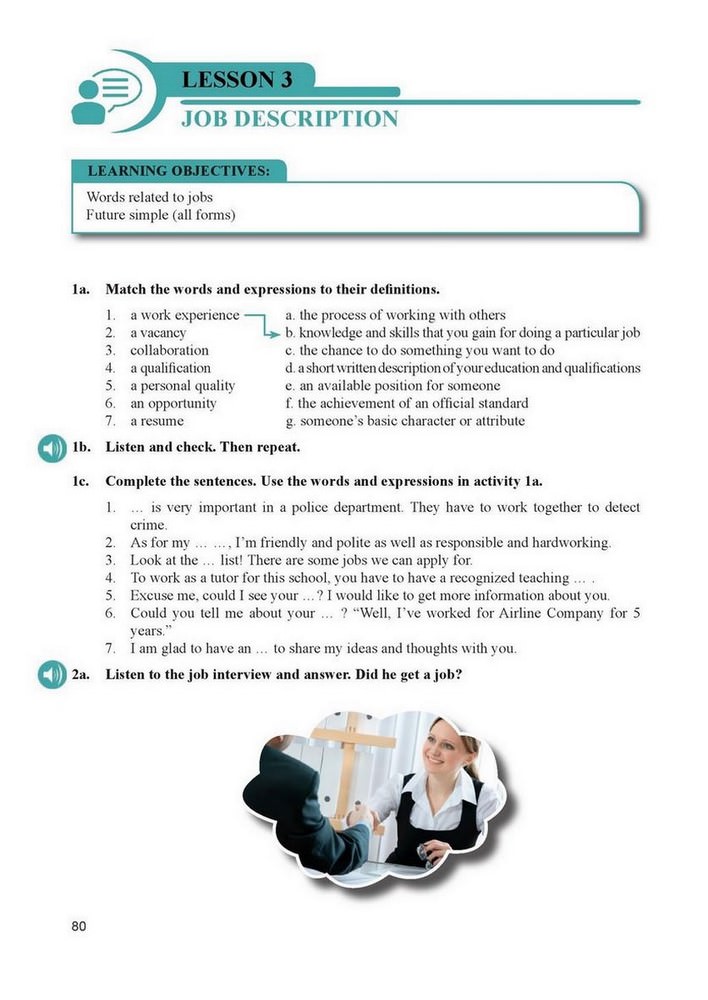 LESSON 3
JOB DESCRIPTION
LEARNING OBJECTIVES:
Words related to jobs
Future simple (all forms)
1a. Match the words and expressions to their definitions.
1. a work experience a. the process of working with others
2. a vacancy b. knowledge and skills that you gain for doing a particular job
3. collaboration c. the chance to do something you want to do
4. a qualification d. a short written description of your education and qualifications
5. a personal quality e. an available position for someone
6. an opportunity f. the achievement of an official standard
7. a resume g. someone's basic character or attribute
1b. Listen and check. Then repeat.
1c. Complete the sentences. Use the words and expressions in activity 1a.
1. … is very important in a police department. They have to work together to detect
crime.
2. As for my … …, I'm friendly and polite as well as responsible and hardworking.
3. Look at the … list! There are some jobs we can apply for.
4. To work as a tutor for this school, you have to have a recognized teaching … .
5. Excuse me, could I see your …? I would like to get more information about you.
6. Could you tell me about your … ? “Well, I've worked for Airline Company for 5
years.”
7. I am glad to have an … to share my ideas and thoughts with you.
2a. Listen to the job interview and answer. Did he get a job?
80